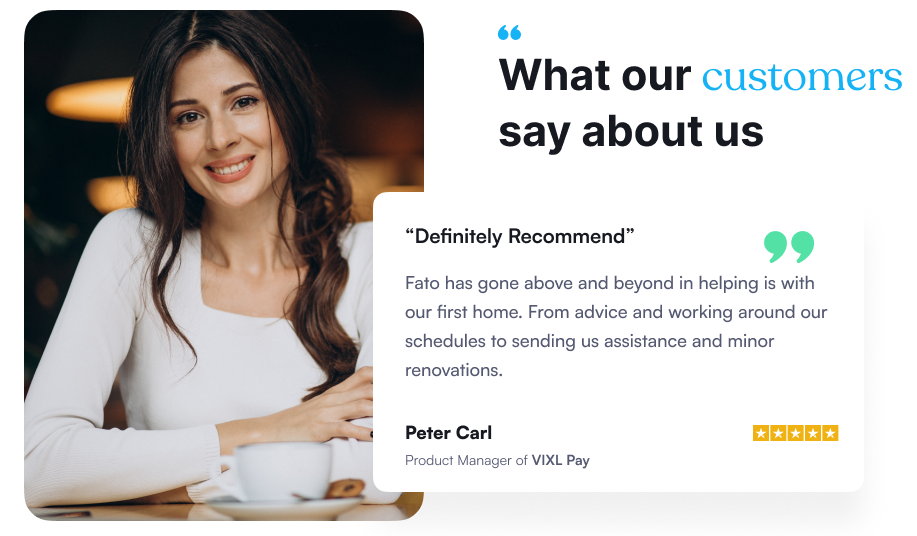 What our customers
say about us
“Definitely Recommend”
Fato has gone above and beyond in helping is with
our first home. From advice and working around our
schedules to sending us assistance and minor
renovations.
Peter Carl
Product Manager of VIXL Pay